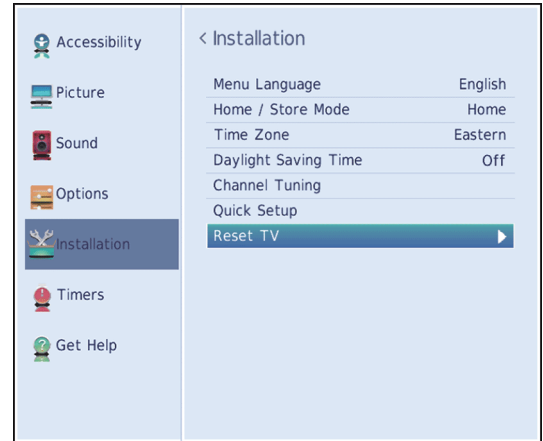 Accessibility
Picture
Sound
Options
Installation
Timers
Get Help
< Installation
Menu Language English
Home / Store Mode Home
Time Zone Eastern
Daylight Saving Time Off
Channel Tuning
Quick Setup
Reset TV